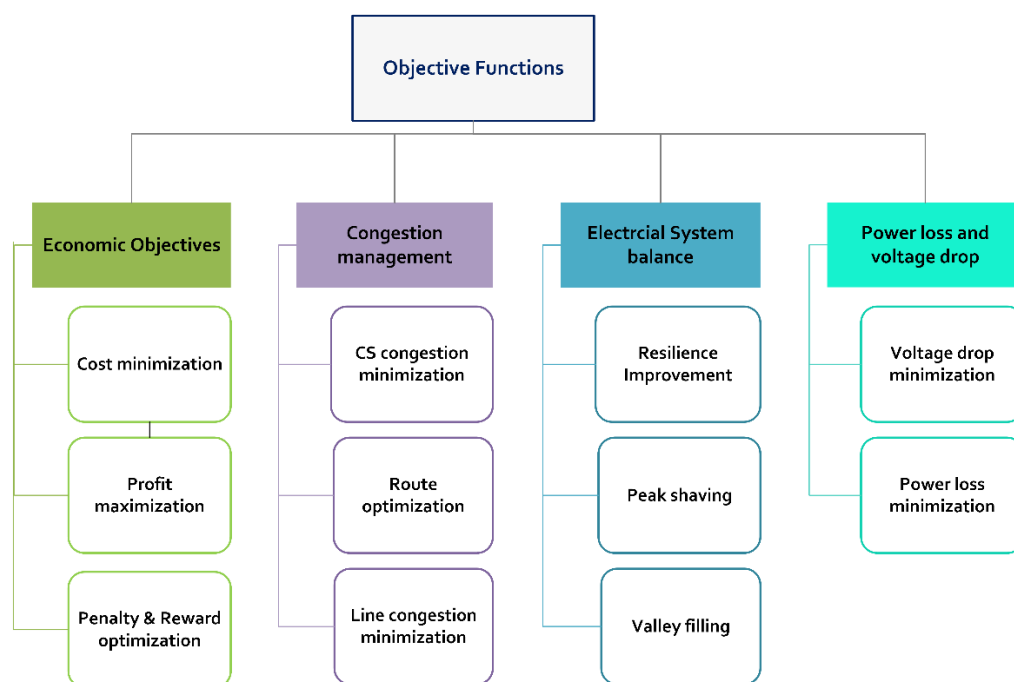 Objective Functions
Economic Objectives
Congestion
management
Electrcial System
balance
Power loss and
voltage drop
Cost minimization
CS congestion
minimization
Resilience
Improvement
Voltage drop
minimization
Profit
maximization
Route
optimization
Peak shaving
Power loss
minimization
Penalty & Reward
optimization
Line congestion
minimization
Valley filling